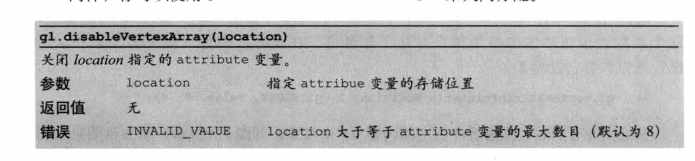 gl.disableVertexArray(location)
关闭 location 指定的 attribute 变量。
参数 location 指定 attribue 变量的存储位置
返回值 无
错误 INVALID_VALUE location 大于等于 attribute 变量的最大数目 (默认为 8)